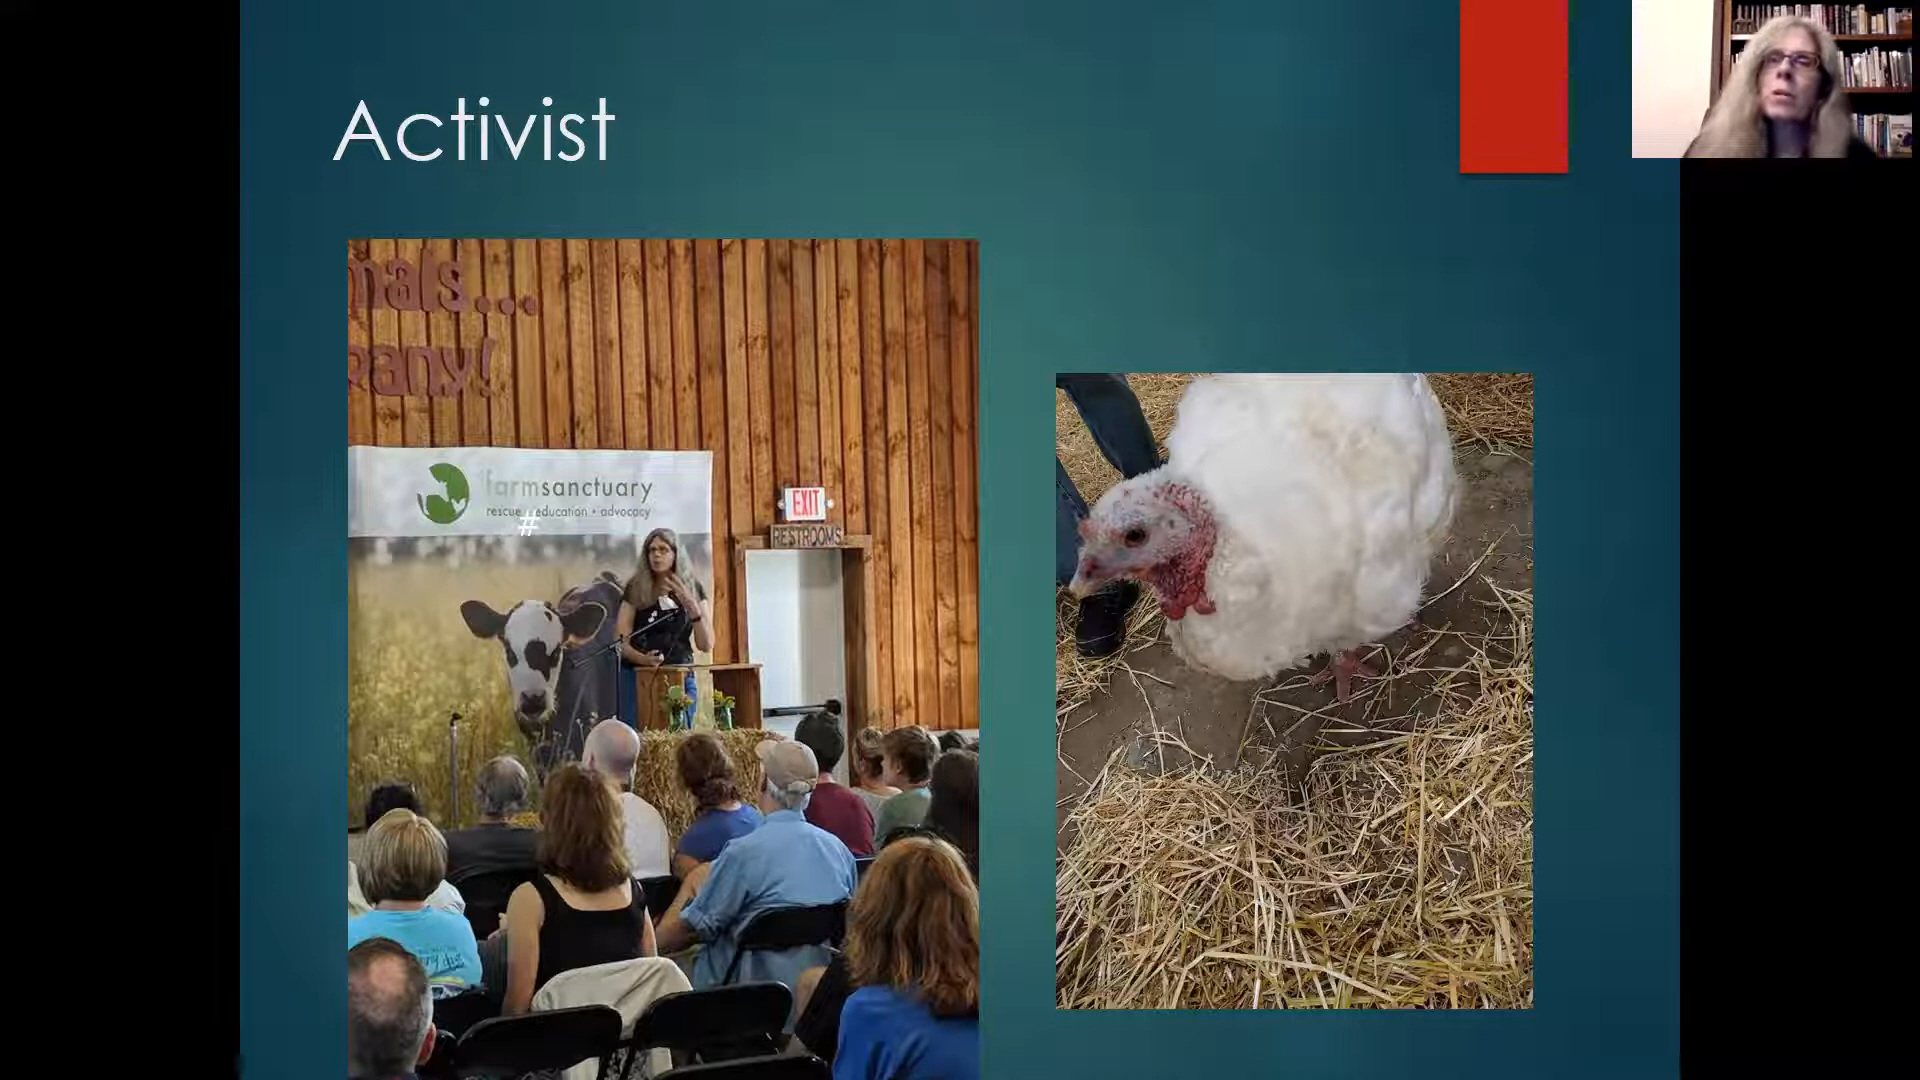 Activist
mals...
pany!
farmsanctuary
rescue • education • advocacy
#
EXIT
RESTROOMS